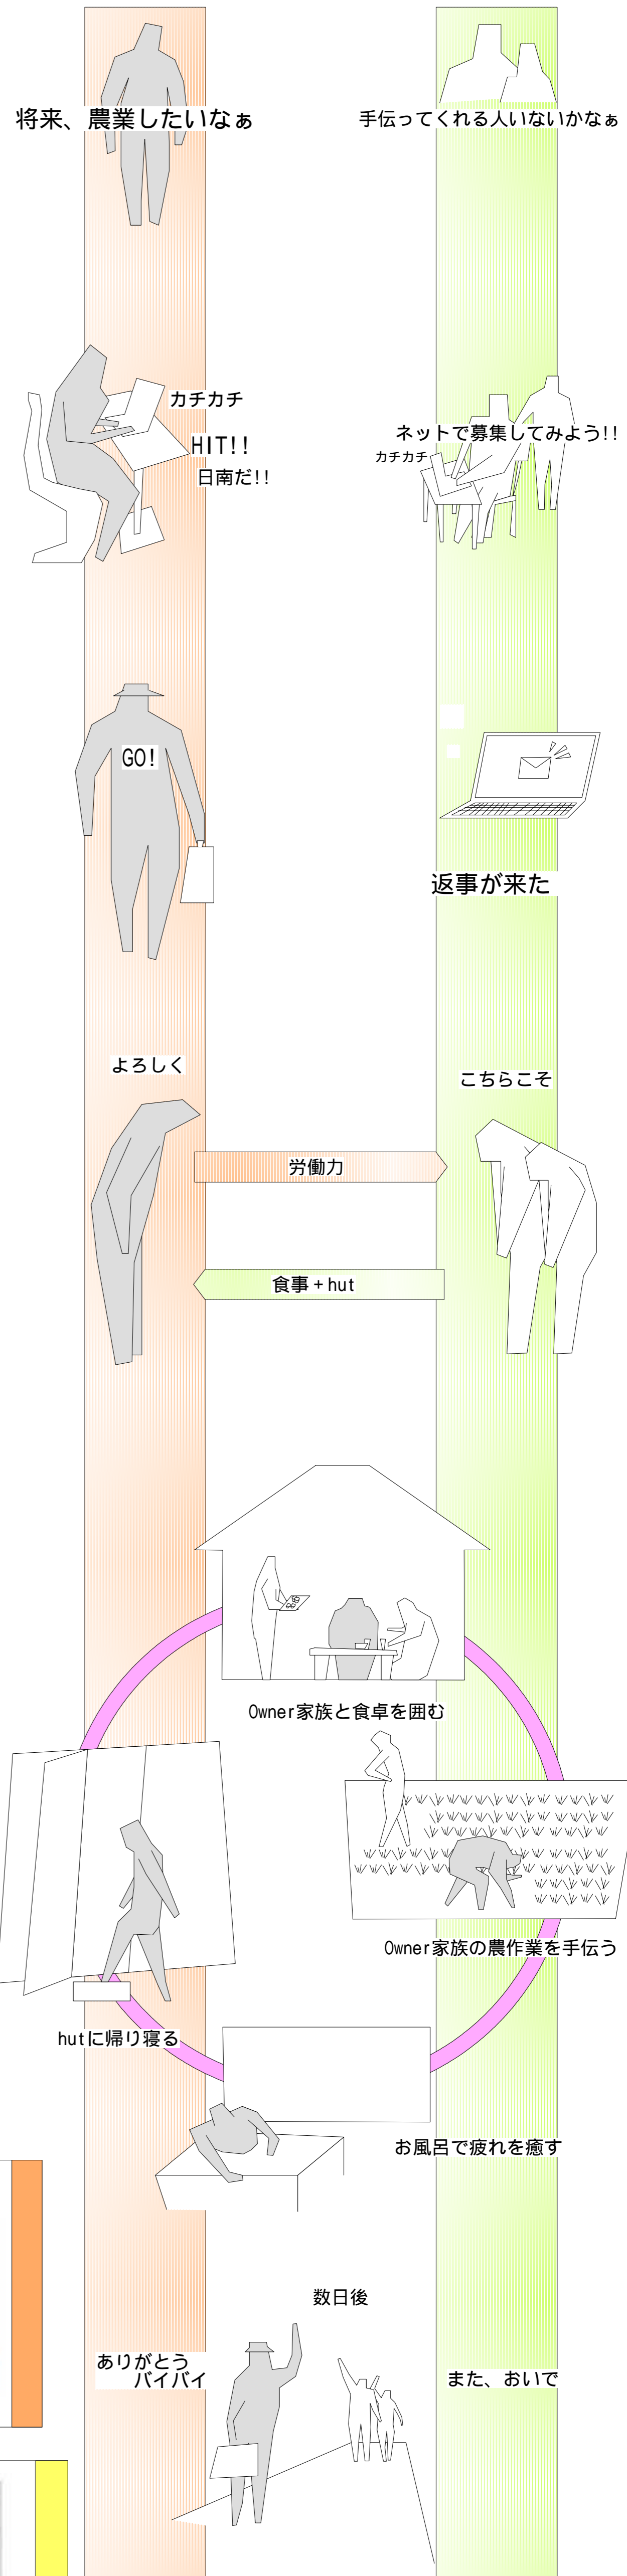 将来、農業したいなぁ
手伝ってくれる人いないかなぁ
カチカチ
HIT!!
日南だ!!
ネットで募集してみよう!!
カチカチ
GO!
返事が来た
よろしく
こちらこそ
労働力
食事+hut
Owner家族と食卓を囲む
Owner家族の農作業を手伝う
hutに帰り寝る
お風呂で疲れを癒す
数日後
ありがとう
バイバイ
また、おいで